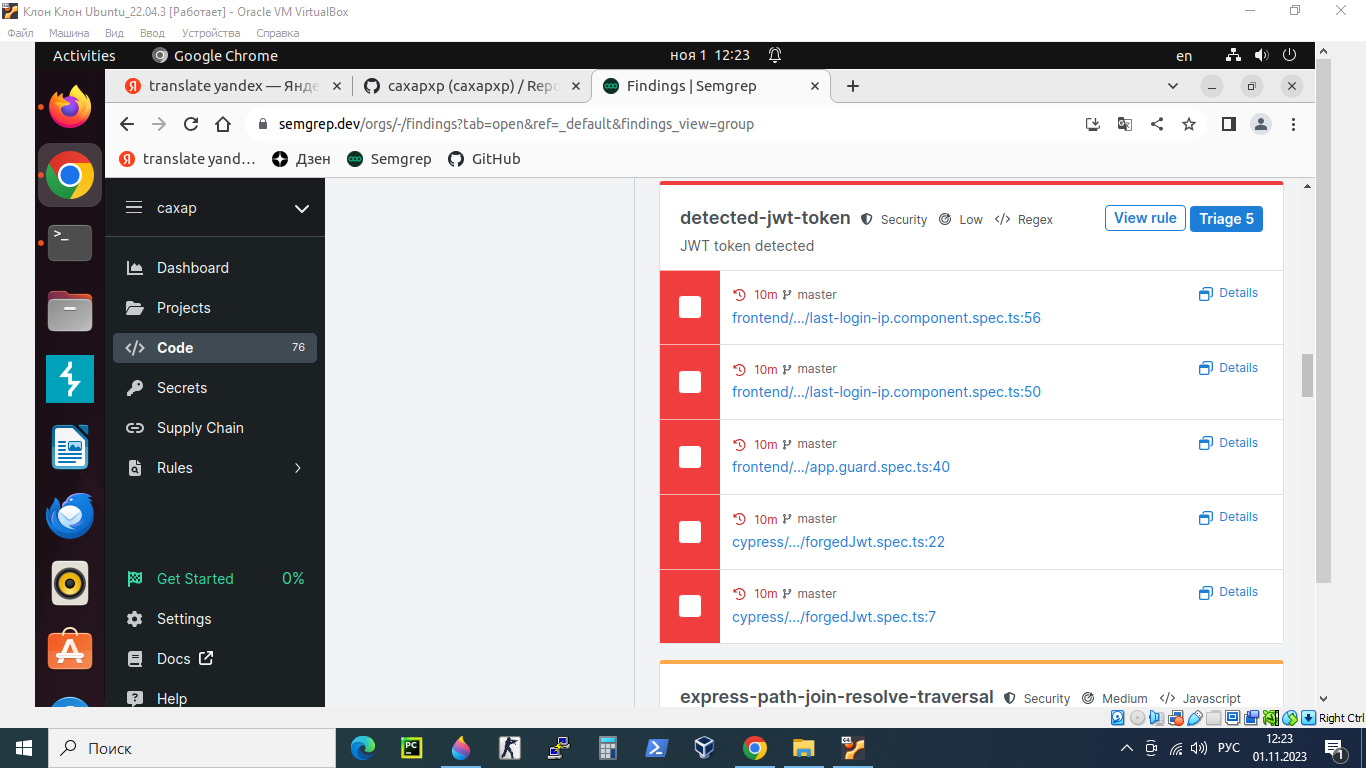 Клон Клон Ubuntu_22.04.3 [Работает] - Oracle VM VirtualBox
Файл Машина Вид Ввод Устройства Справка
Activities Google Chrome ноя 1 12:23 en
translate yandex — Янде caxapxp (caxapxp) / Repo Findings | Semgrep
semgrep.dev/orgs/-/findings?tab=open&ref=_default&findings_view=group
translate yand... Дзен Semgrep GitHub
caxap
Dashboard
Projects
Code 76
Secrets
Supply Chain
Rules
Get Started 0%
Settings
Docs
Help
detected-jwt-token Security Low Regex View rule Triage 5
JWT token detected
10m master Details
frontend/.../last-login-ip.component.spec.ts:56
10m master Details
frontend/.../last-login-ip.component.spec.ts:50
10m master Details
frontend/.../app.guard.spec.ts:40
10m master Details
cypress/.../forgedJwt.spec.ts:22
10m master Details
cypress/.../forgedJwt.spec.ts:7
express-path-join-resolve-traversal Security Medium Javascript
Right Ctrl
Поиск
РУС
12:23
01.11.2023
1